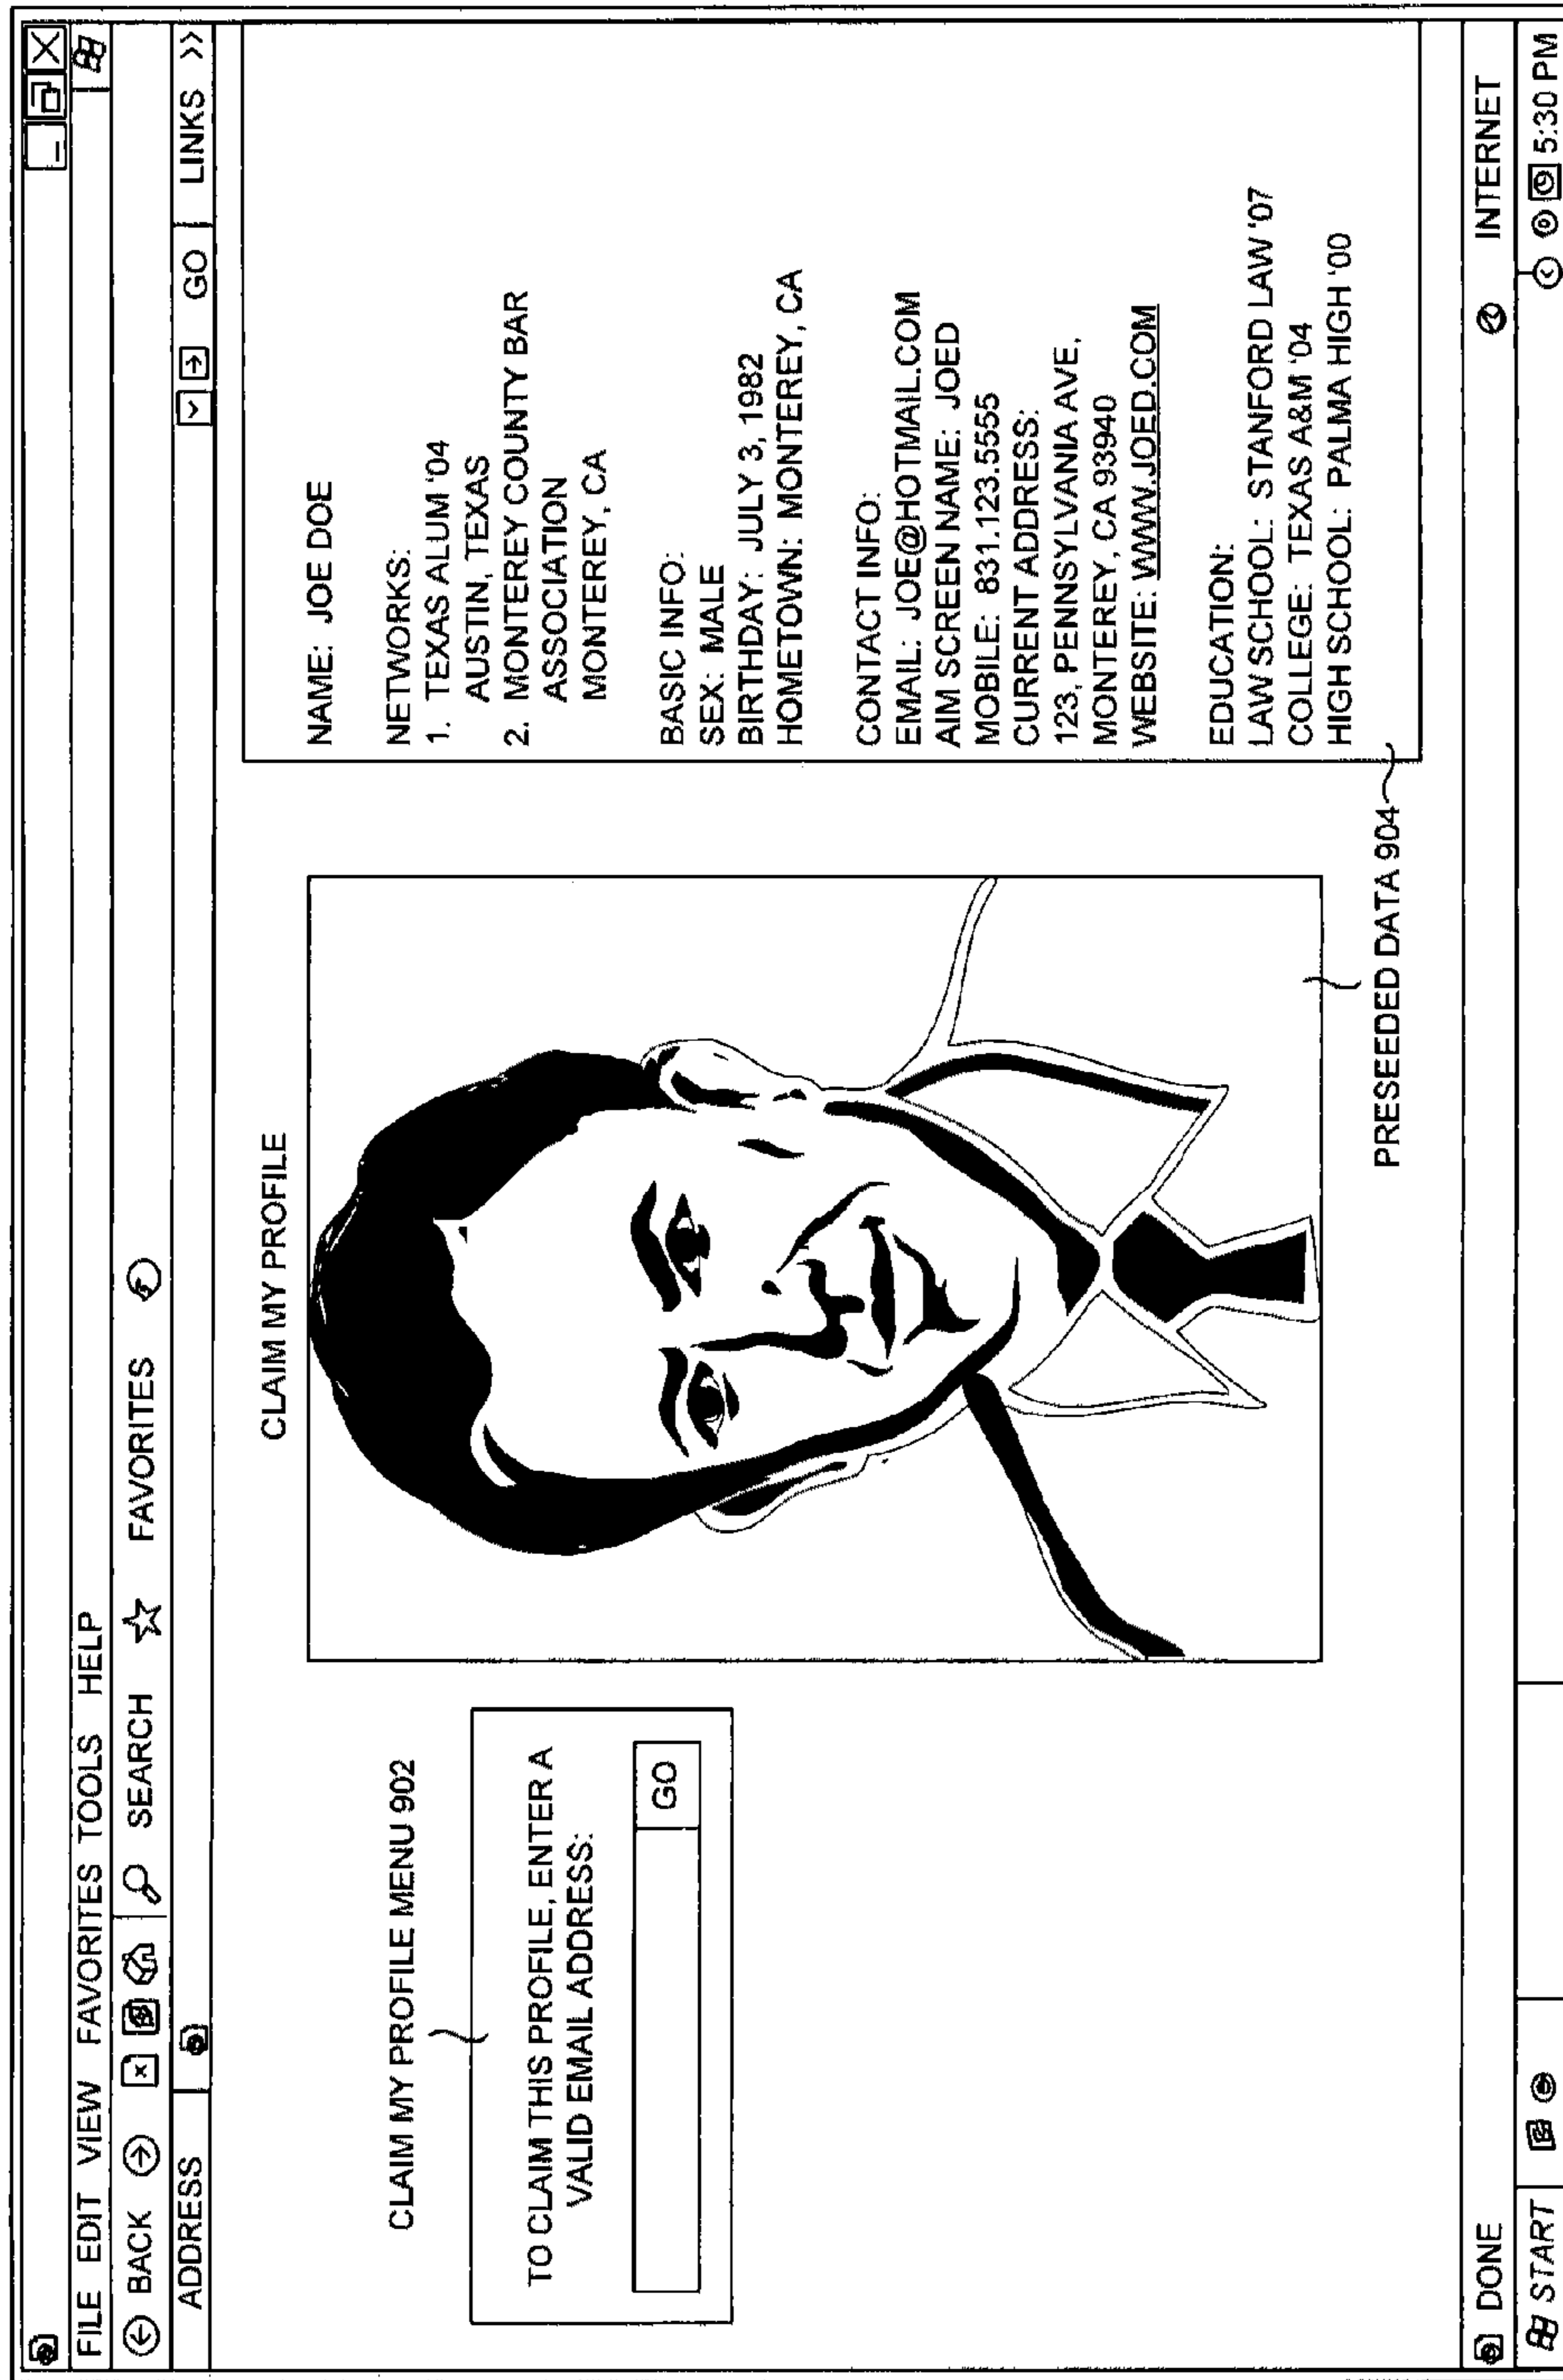 FILE EDIT VIEW FAVORITES TOOLS HELP
BACK SEARCH FAVORITES
ADDRESS GO LINKS >>
CLAIM MY PROFILE
CLAIM MY PROFILE MENU 902
TO CLAIM THIS PROFILE, ENTER A
VALID EMAIL ADDRESS:
GO
NAME: JOE DOE
NETWORKS:
1. TEXAS ALUM '04
AUSTIN, TEXAS
2. MONTEREY COUNTY BAR
ASSOCIATION
MONTEREY, CA
BASIC INFO:
SEX: MALE
BIRTHDAY: JULY 3, 1982
HOMETOWN: MONTEREY, CA
CONTACT INFO:
EMAIL: JOE@HOTMAIL.COM
AIM SCREEN NAME: JOED
MOBILE: 831.123.5555
CURRENT ADDRESS:
123, PENNSYLVANIA AVE,
MONTEREY, CA 93940
WEBSITE: WWW.JOED.COM
EDUCATION:
LAW SCHOOL: STANFORD LAW '07
COLLEGE: TEXAS A&M '04
HIGH SCHOOL: PALMA HIGH '00
PRESEEDED DATA 904
DONE INTERNET
START 5:30 PM